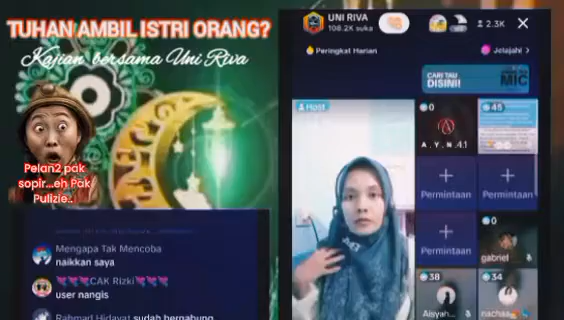 TUHAN AMBIL ISTRI ORANG?
Kajian bersama Uni Riva
Pelan2 pak
sopir...eh Pak
Pulizie..
Mengapa Tak Mencoba
naikkan saya
CAK Rizki
user nangis
Rahmad Hidayat sudah bergabung
UNI RIVA
108.2K suka
2.3K
Peringkat Harian
Jelajahi >
CARI TAU
DISINI!
MIC
Host
0
A.Y.N.41
45
+
Permintaan
+
Permintaan
+
Permintaan
0
gabriel
38
Aisyah...
34
nachaa